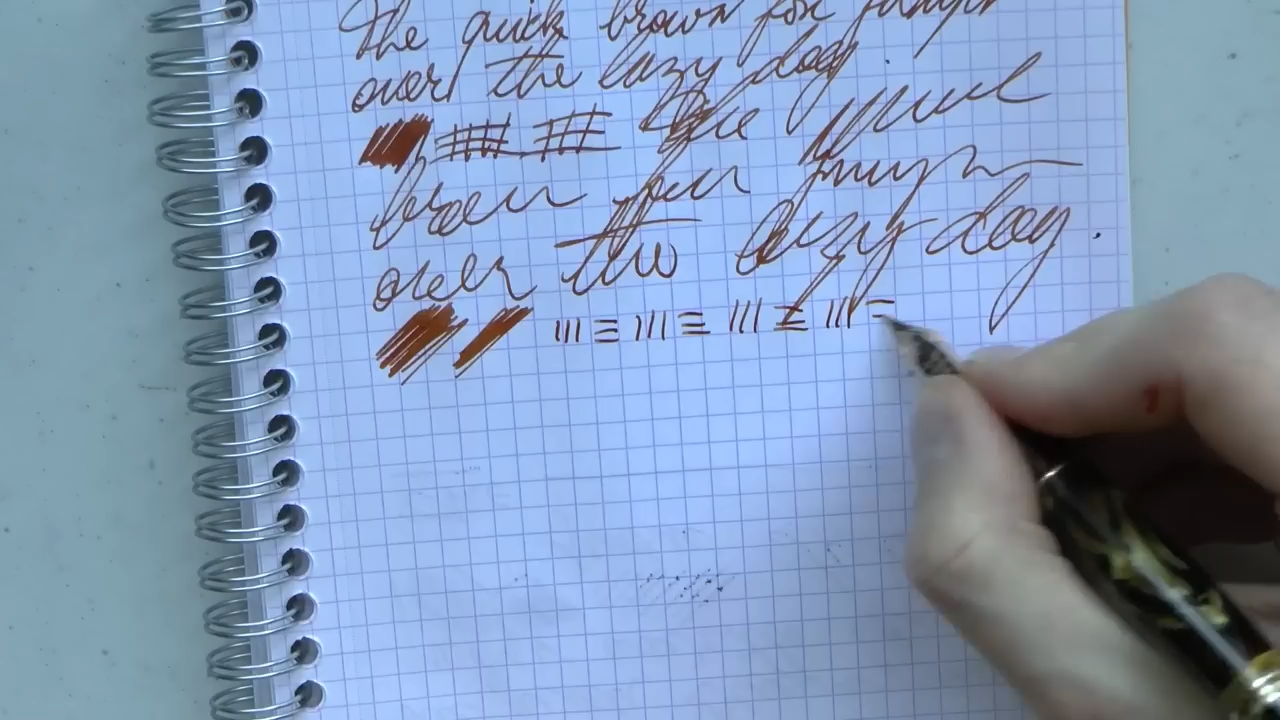 The quick brown fox jumps
over the lazy dog.
The quick
brown fox jumps
over the lazy dog.